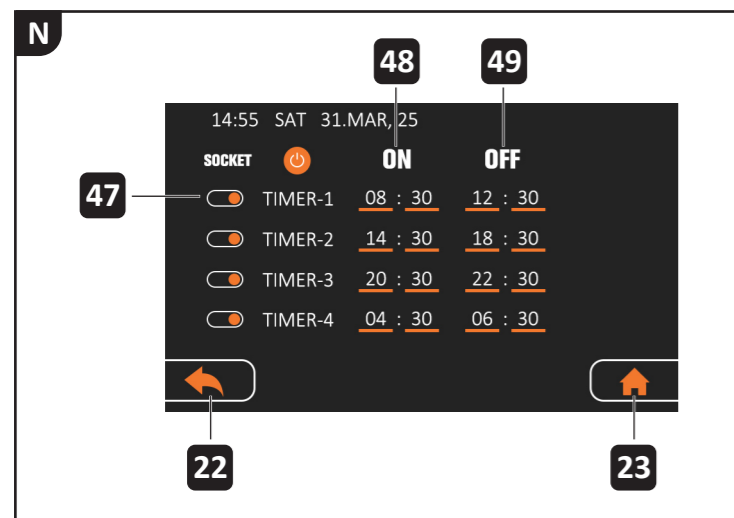 N
48 49
14:55 SAT 31.MAR, 25
SOCKET ON OFF
47 TIMER-1 08 : 30 12 : 30
TIMER-2 14 : 30 18 : 30
TIMER-3 20 : 30 22 : 30
TIMER-4 04 : 30 06 : 30
22 23